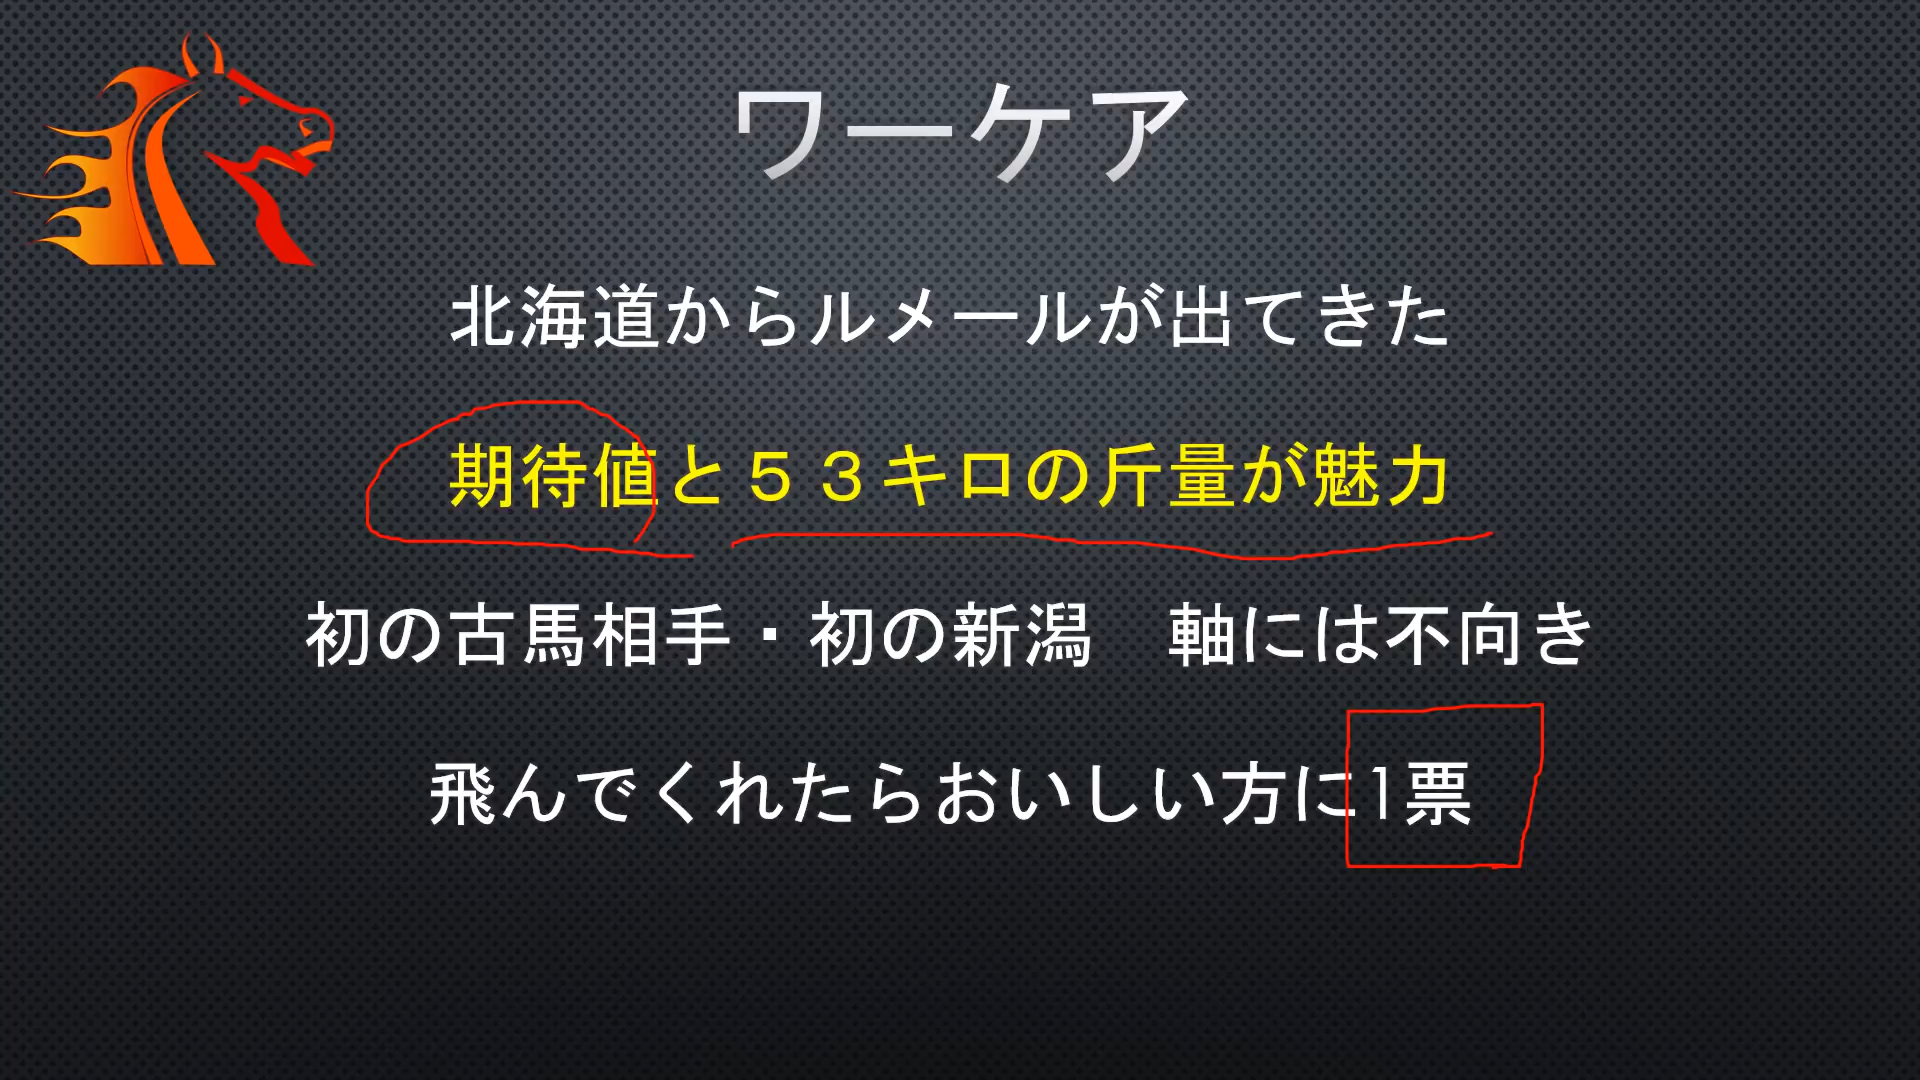 ワーケア
北海道からルメールが出てきた
期待値と５３キロの斤量が魅力
初の古馬相手・初の新潟　軸には不向き
飛んでくれたらおいしい方に1票